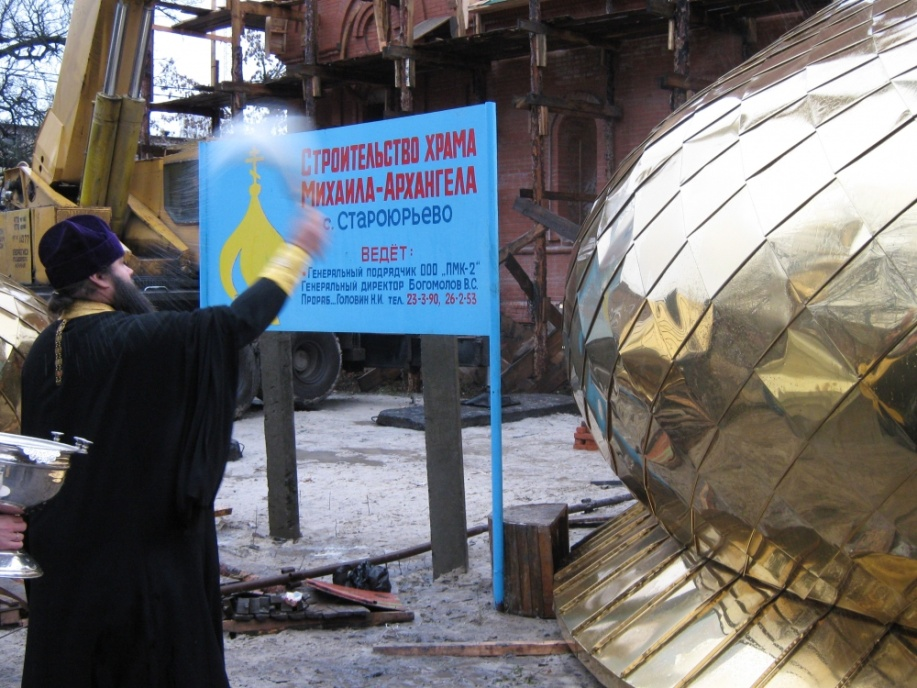 Строительство храма
Михаила-Архангела
с. Староюрьево
ВЕДЁТ:
Генеральный подрядчик ООО „ПМК-2"
Генеральный директор Богомолов В.С.
Прораб Головин Н.И. тел. 23-3-90, 26-2-53